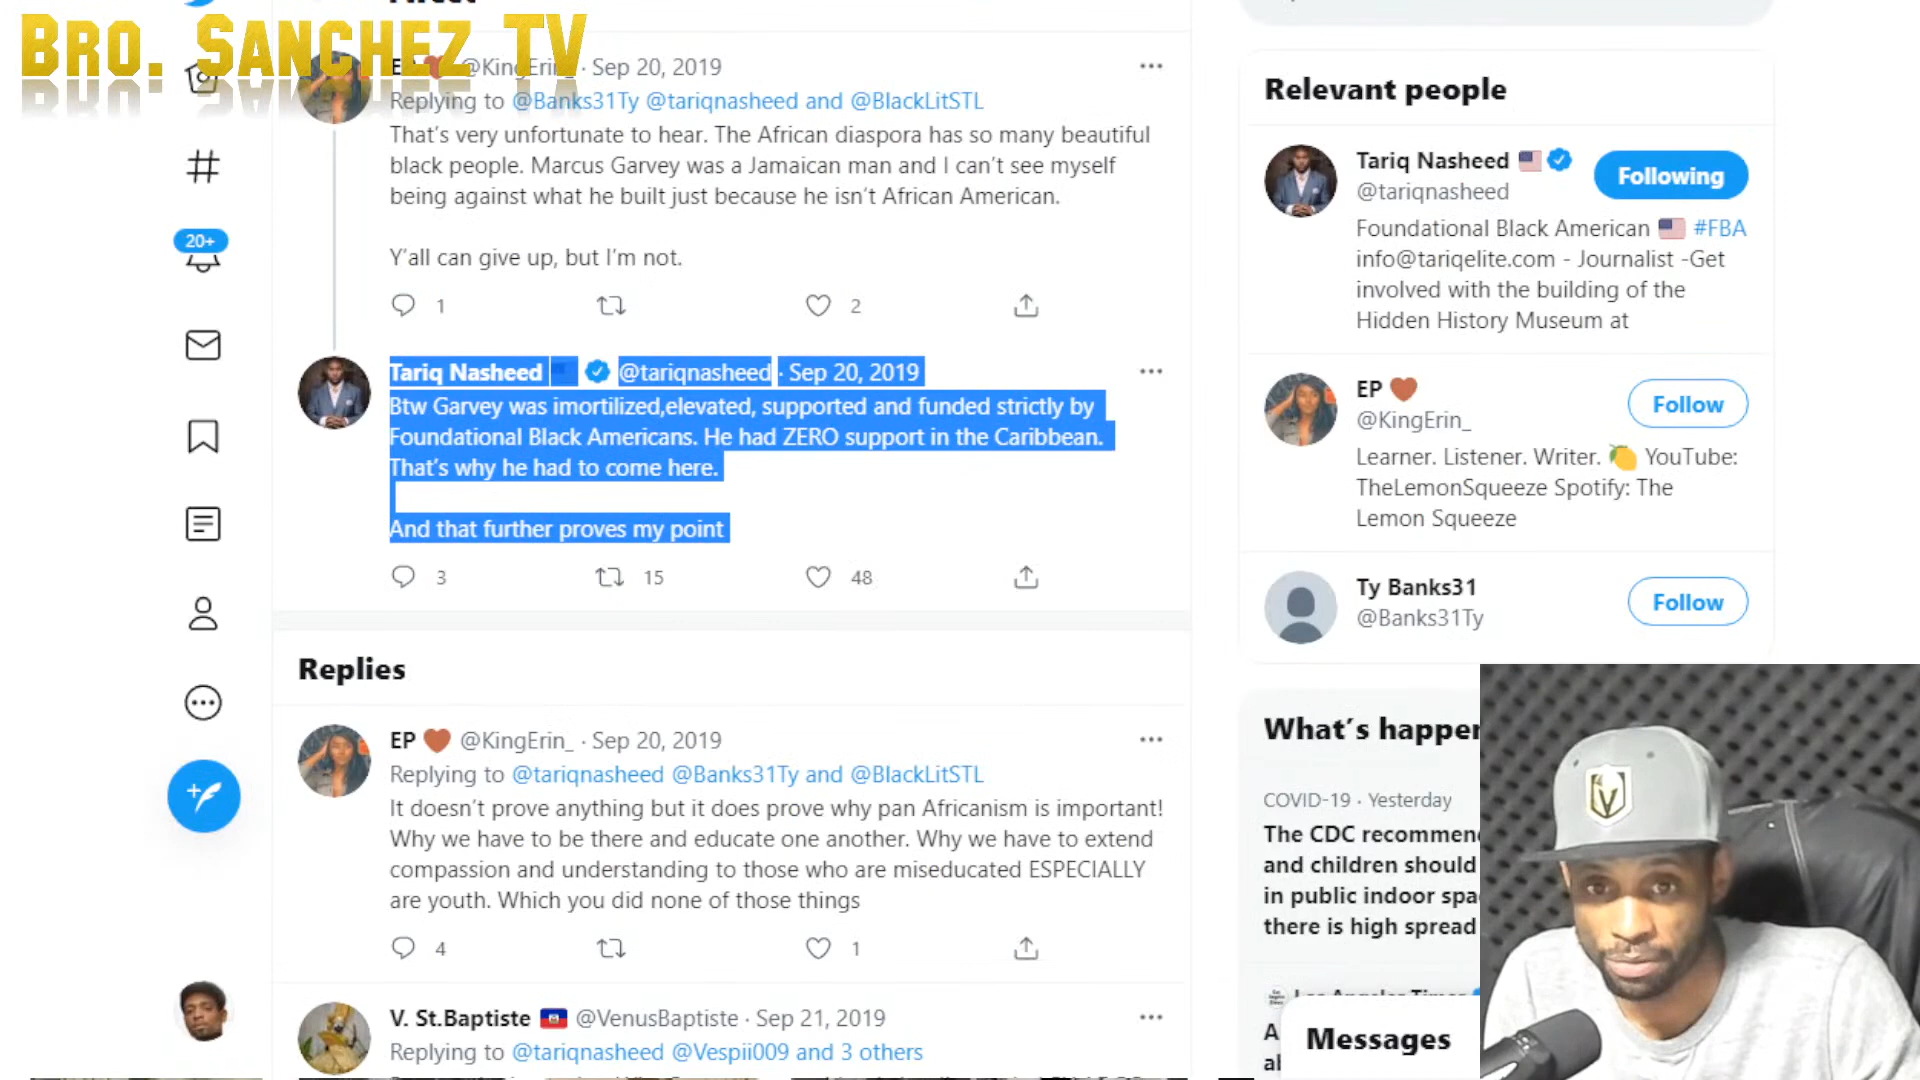 BRO. SANCHEZ TV
@KingErin_ · Sep 20, 2019
Replying to @Banks31Ty @tariqnasheed and @BlackLitSTL
That's very unfortunate to hear. The African diaspora has so many beautiful
black people. Marcus Garvey was a Jamaican man and I can't see myself
being against what he built just because he isn't African American.
Y'all can give up, but I'm not.
1
2
Tariq Nasheed @tariqnasheed · Sep 20, 2019
Btw Garvey was imortilized,elevated, supported and funded strictly by
Foundational Black Americans. He had ZERO support in the Caribbean.
That's why he had to come here.
And that further proves my point
3 15 48
Replies
EP @KingErin_ · Sep 20, 2019
Replying to @tariqnasheed @Banks31Ty and @BlackLitSTL
It doesn't prove anything but it does prove why pan Africanism is important!
Why we have to be there and educate one another. Why we have to extend
compassion and understanding to those who are miseducated ESPECIALLY
are youth. Which you did none of those things
4 1
V. St.Baptiste @VenusBaptiste · Sep 21, 2019
Replying to @tariqnasheed @Vespii009 and 3 others
20+
Relevant people
Tariq Nasheed
@tariqnasheed
Following
Foundational Black American #FBA
info@tariqelite.com - Journalist -Get
involved with the building of the
Hidden History Museum at
EP
@KingErin_
Follow
Learner. Listener. Writer. YouTube:
TheLemonSqueeze Spotify: The
Lemon Squeeze
Ty Banks31
@Banks31Ty
Follow
What's happen
COVID-19 · Yesterday
The CDC recommen
and children should
in public indoor spa
there is high spread
Messages